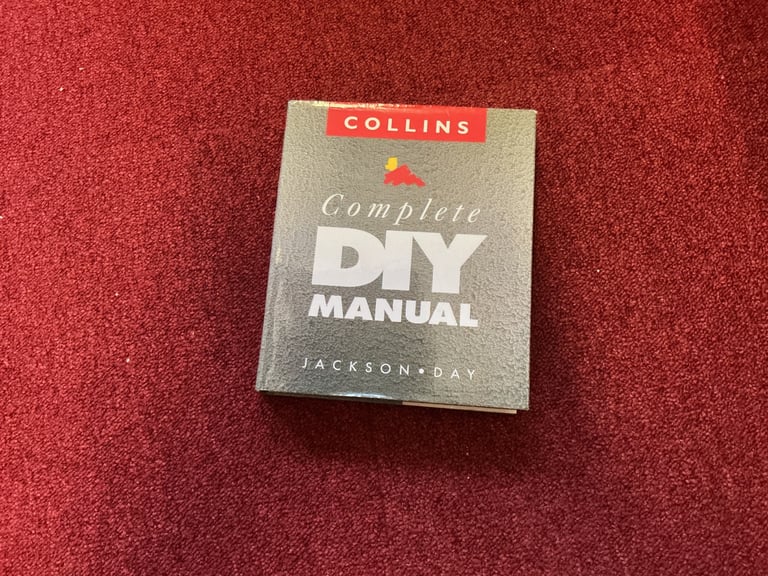 COLLINS
Complete
DIY
MANUAL
JACKSON • DAY